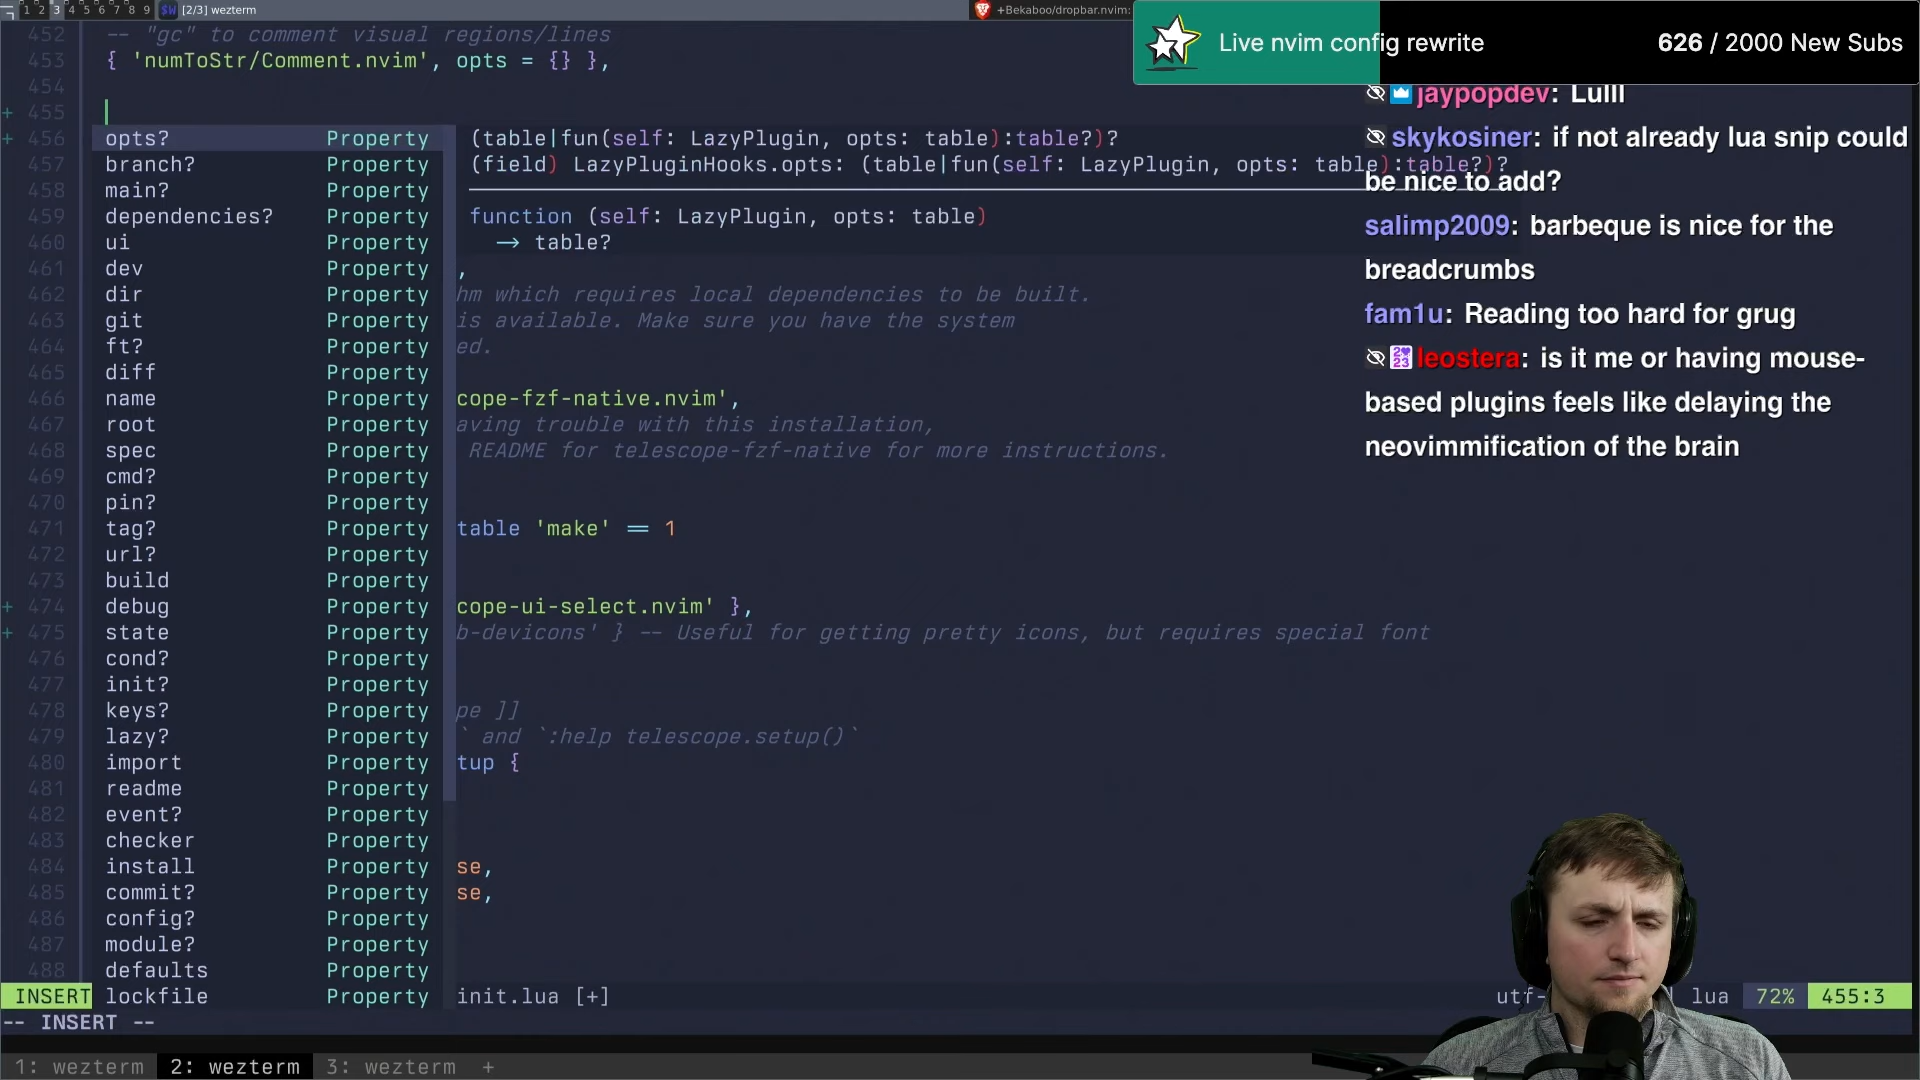 1 2 3 4 5 6 7 8 9 $W [2/3] wezterm
+Bekaboo/dropbar.nvim:
Live nvim config rewrite 626 / 2000 New Subs
452 -- "gc" to comment visual regions/lines
453 { 'numToStr/Comment.nvim', opts = {} },
454
+ 455
+ 456 opts? Property (table|fun(self: LazyPlugin, opts: table):table?)?
457 branch? Property (field) LazyPluginHooks.opts: (table|fun(self: LazyPlugin, opts: table):table?)?
458 main? Property
459 dependencies? Property function (self: LazyPlugin, opts: table)
460 ui Property → table?
461 dev Property ,
462 dir Property hm which requires local dependencies to be built.
463 git Property is available. Make sure you have the system
464 ft? Property ed.
465 diff Property
466 name Property cope-fzf-native.nvim',
467 root Property aving trouble with this installation,
468 spec Property README for telescope-fzf-native for more instructions.
469 cmd? Property
470 pin? Property
471 tag? Property table 'make' == 1
472 url? Property
473 build Property
+ 474 debug Property cope-ui-select.nvim' },
+ 475 state Property b-devicons' } -- Useful for getting pretty icons, but requires special font
476 cond? Property
477 init? Property
478 keys? Property pe ]]
479 lazy? Property ` and `:help telescope.setup()`
480 import Property tup {
481 readme Property
482 event? Property
483 checker Property
484 install Property se,
485 commit? Property se,
486 config? Property
487 module? Property
488 defaults Property
INSERT lockfile Property init.lua [+] utf- lua 72% 455:3
-- INSERT --
1: wezterm 2: wezterm 3: wezterm +
jaypopdev: Lulll
skykosiner: if not already lua snip could
be nice to add?
salimp2009: barbeque is nice for the
breadcrumbs
fam1u: Reading too hard for grug
leostera: is it me or having mouse-
based plugins feels like delaying the
neovimmification of the brain